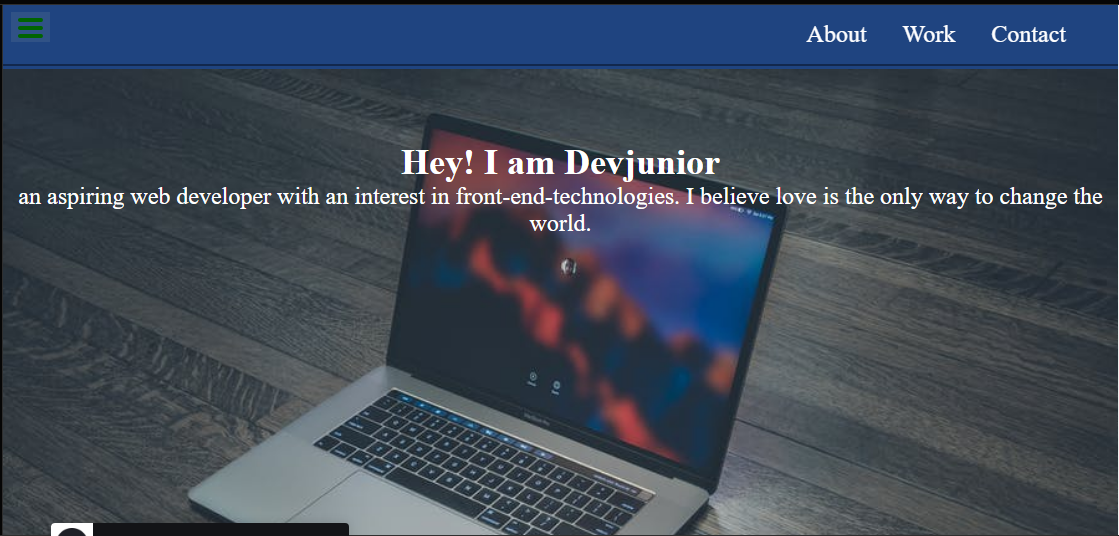 About Work Contact
Hey! I am Devjunior
an aspiring web developer with an interest in front-end-technologies. I believe love is the only way to change the
world.